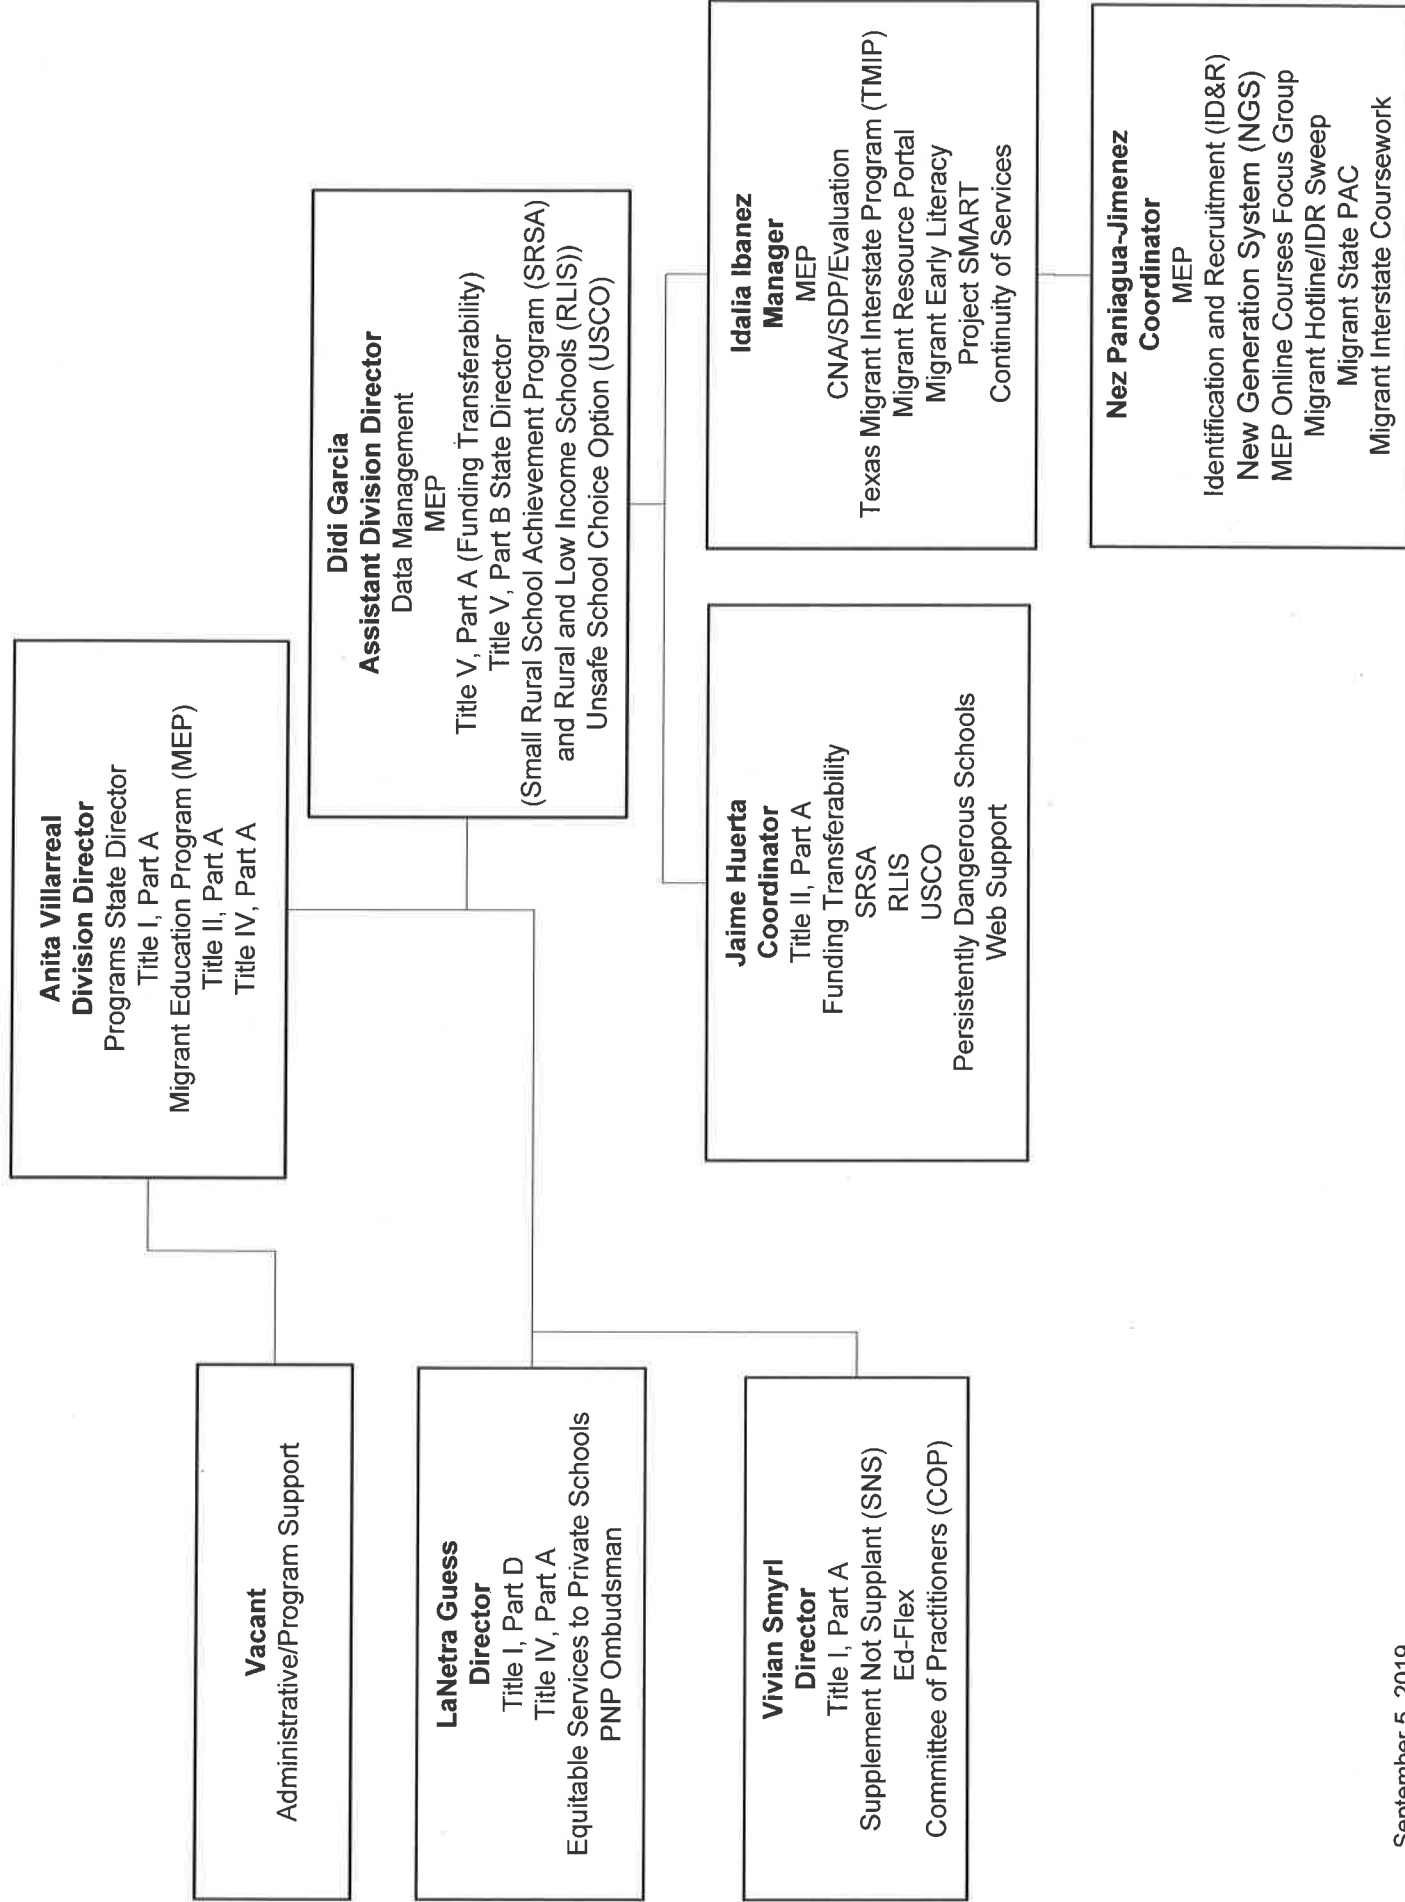 Anita Villarreal
Division Director
Programs State Director
Title I, Part A
Migrant Education Program (MEP)
Title II, Part A
Title IV, Part A
Vacant
Administrative/Program Support
Didi Garcia
Assistant Division Director
Data Management
MEP
Title V, Part A (Funding Transferability)
Title V, Part B State Director
(Small Rural School Achievement Program (SRSA)
and Rural and Low Income Schools (RLIS))
Unsafe School Choice Option (USCO)
LaNetra Guess
Director
Title I, Part D
Title IV, Part A
Equitable Services to Private Schools
PNP Ombudsman
Vivian Smyrl
Director
Title I, Part A
Supplement Not Supplant (SNS)
Ed-Flex
Committee of Practitioners (COP)
Jaime Huerta
Coordinator
Title II, Part A
Funding Transferability
SRSA
RLIS
USCO
Persistently Dangerous Schools
Web Support
Idalia Ibanez
Manager
MEP
CNA/SDP/Evaluation
Texas Migrant Interstate Program (TMIP)
Migrant Resource Portal
Migrant Early Literacy
Project SMART
Continuity of Services
Nez Paniagua-Jimenez
Coordinator
MEP
Identification and Recruitment (ID&R)
New Generation System (NGS)
MEP Online Courses Focus Group
Migrant Hotline/IDR Sweep
Migrant State PAC
Migrant Interstate Coursework
September 5, 2019